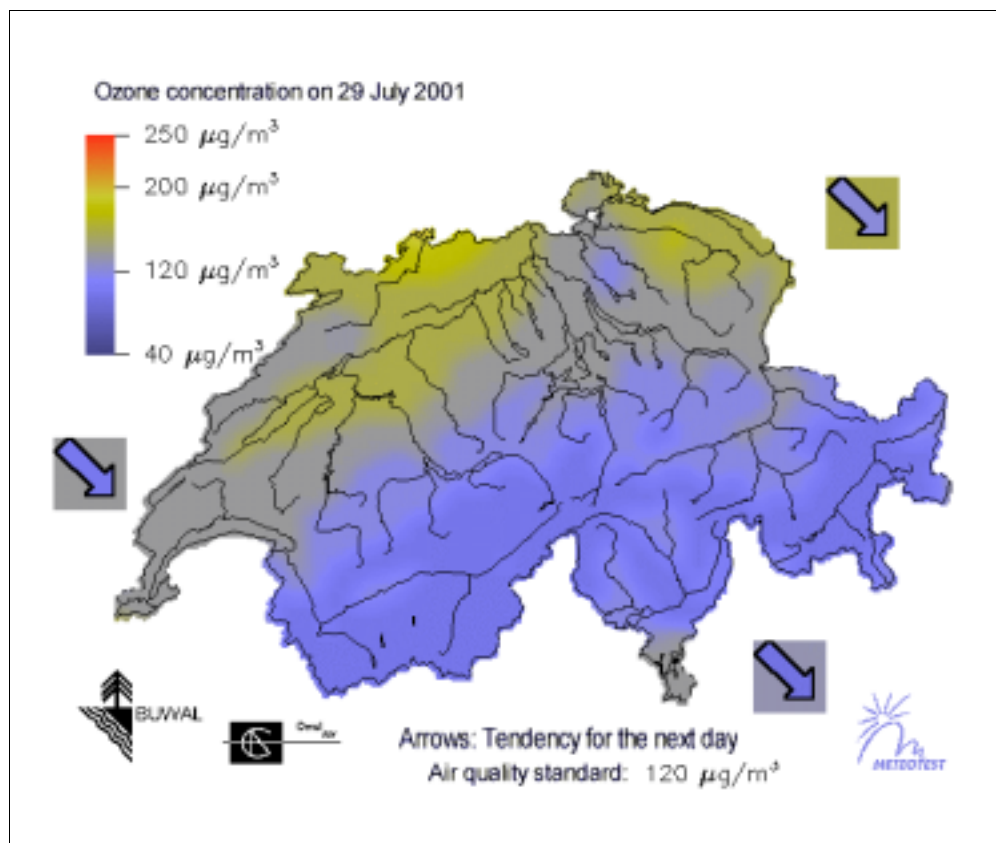 Ozone concentration on 29 July 2001
250 µg/m³
200 µg/m³
120 µg/m³
40 µg/m³
BUWAL
Arrows: Tendency for the next day
Air quality standard: 120 µg/m³
METEOTEST